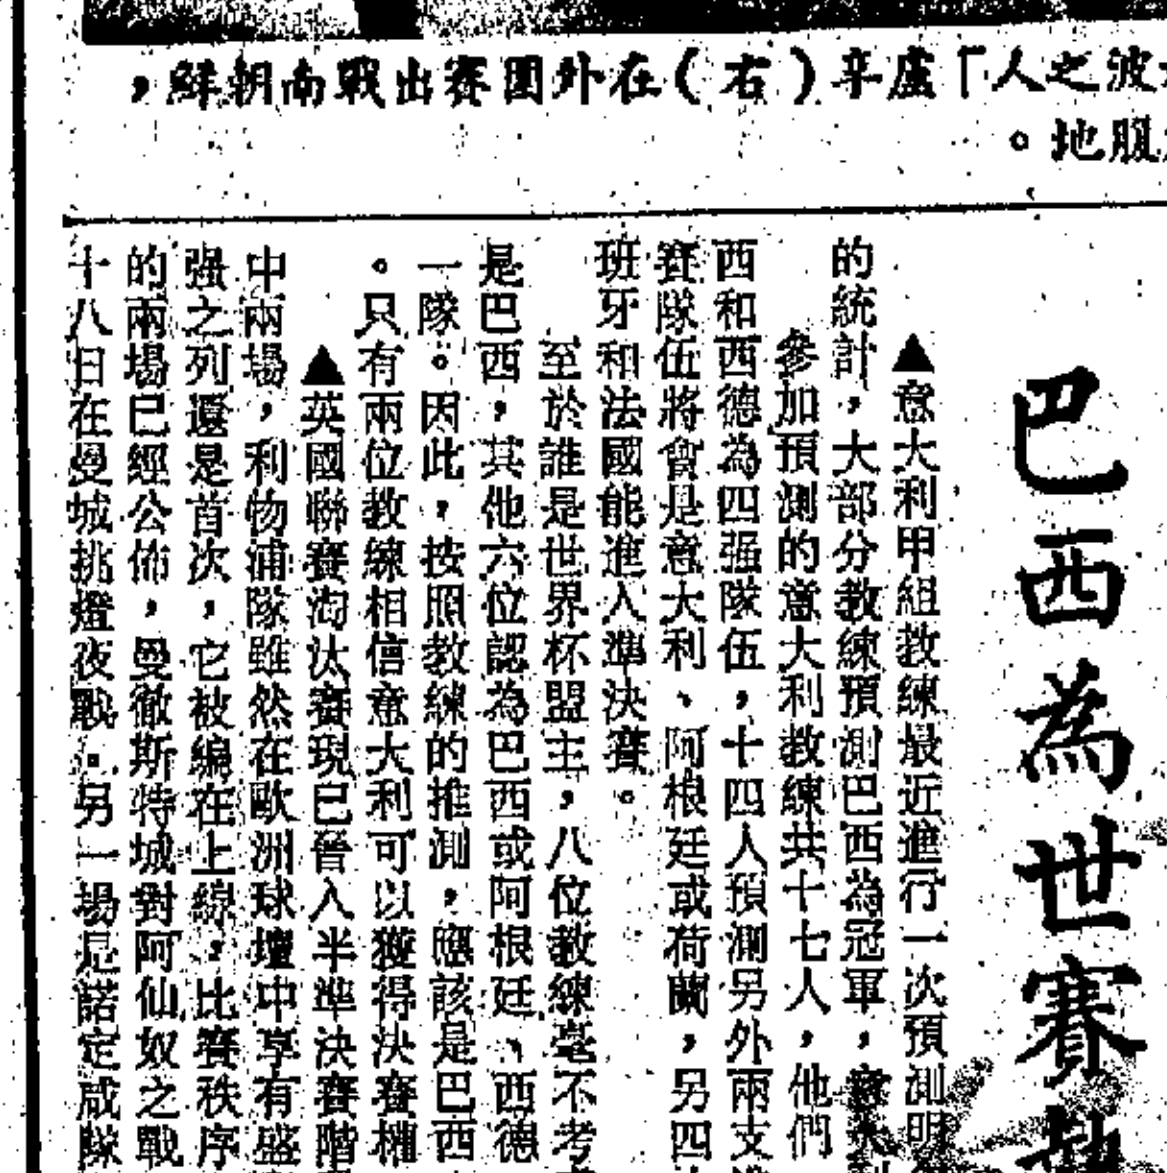 人之波
「盧辛(右)在外圍賽出戰南朝鮮,
腹地。
巴西為世賽
▲意大利甲組教練最近進行一次預測明
的統計,大部分教練預測巴西為冠軍,
參加預測的意大利教練共十七人,他們
西和西德為四强隊伍,十四人預測另外兩支
賽隊伍將會是意大利、阿根廷或荷蘭,另四
班牙和法國能進入準決賽。
至於誰是世界杯盟主,八位教練毫不考
是巴西,其他六位認為巴西或阿根廷、西德
一隊。因此,按照教練的推測,應該是巴西
。只有兩位教練相信意大利可以獲得決賽權
▲英國聯賽淘汰賽現已晉入半準決賽階
中兩場,利物浦隊雖然在歐洲球壇中享有盛
强之列還是首次,它被編在上線,比賽秩序
的兩場已經公佈,曼徹斯特城對阿仙奴之戰
十八日在曼城挑燈夜戰。另一場是諾定咸隊